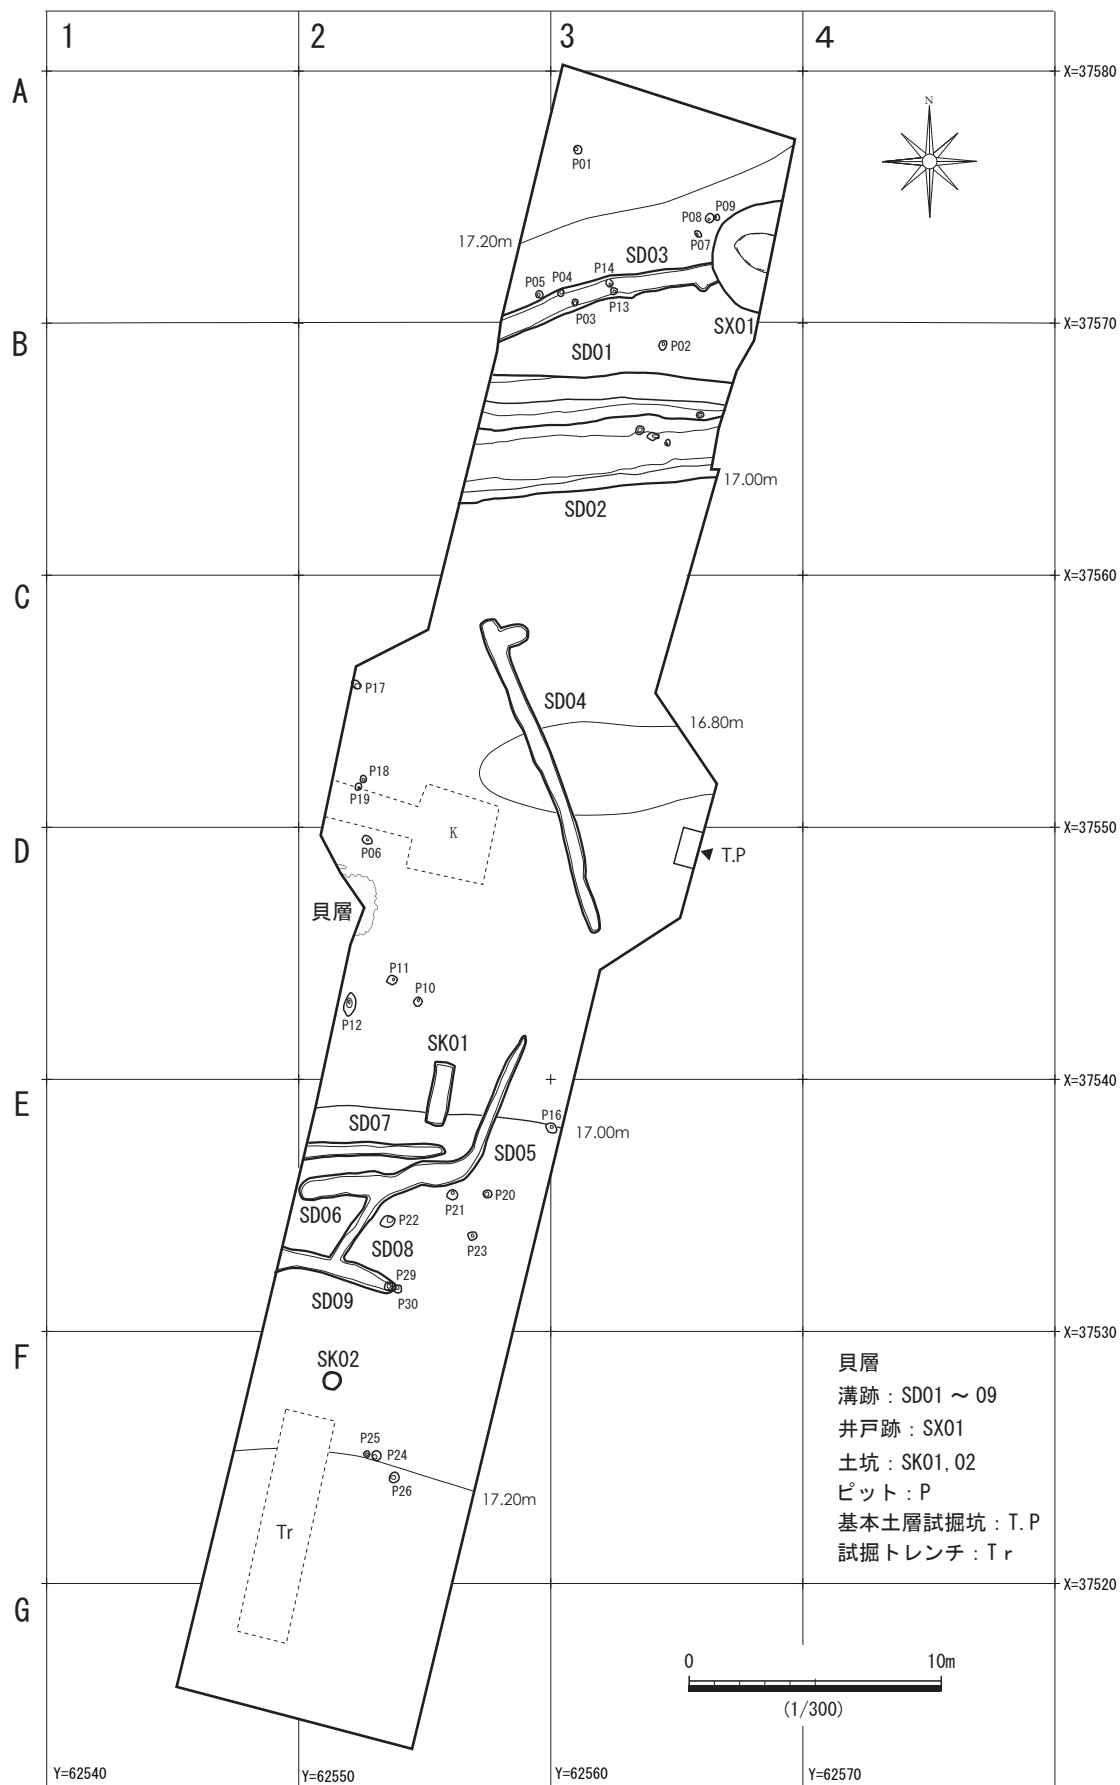 1
2
3
4
A
X=37580
N
P01
P08
P09
P07
17.20m
SD03
P14
P05
P04
P13
P03
SX01
X=37570
B
SD01
P02
17.00m
SD02
X=37560
C
P17
SD04
16.80m
P18
P19
K
X=37550
D
P06
T.P
貝層
P11
P10
P12
SK01
X=37540
E
P16
SD07
17.00m
SD05
P21
P20
SD06
P22
SD08
P23
P29
P30
SD09
X=37530
F
SK02
貝層
溝跡：SD01 ～ 09
井戸跡：SX01
土坑：SK01,02
ピット：P
基本土層試掘坑：T.P
試掘トレンチ：Tr
P25
P24
P26
17.20m
Tr
X=37520
G
0
10m
(1/300)
Y=62540
Y=62550
Y=62560
Y=62570